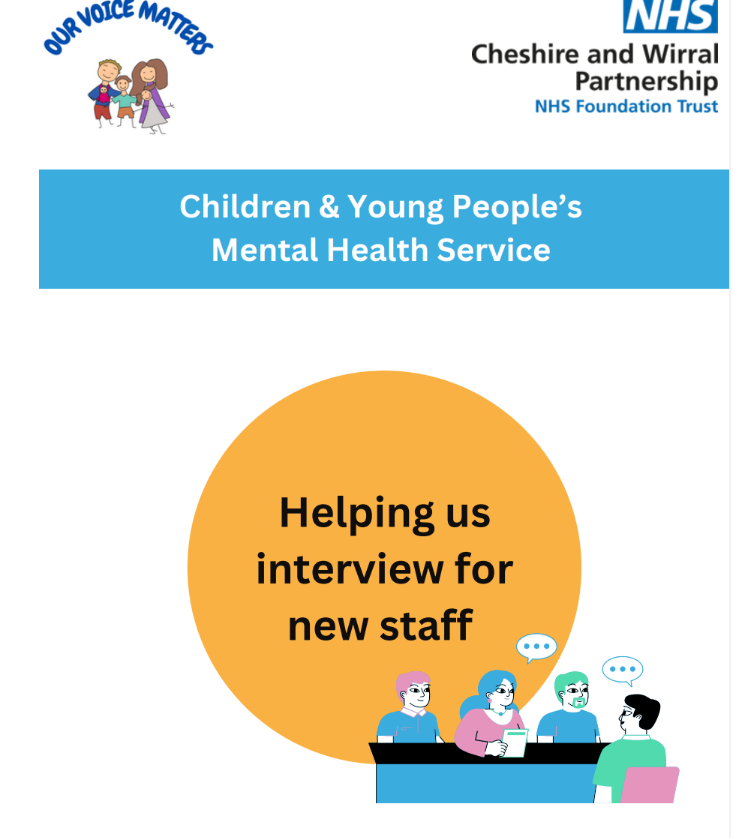 OUR VOICE MATTERS
NHS
Cheshire and Wirral
Partnership
NHS Foundation Trust
Children & Young People’s
Mental Health Service
Helping us
interview for
new staff